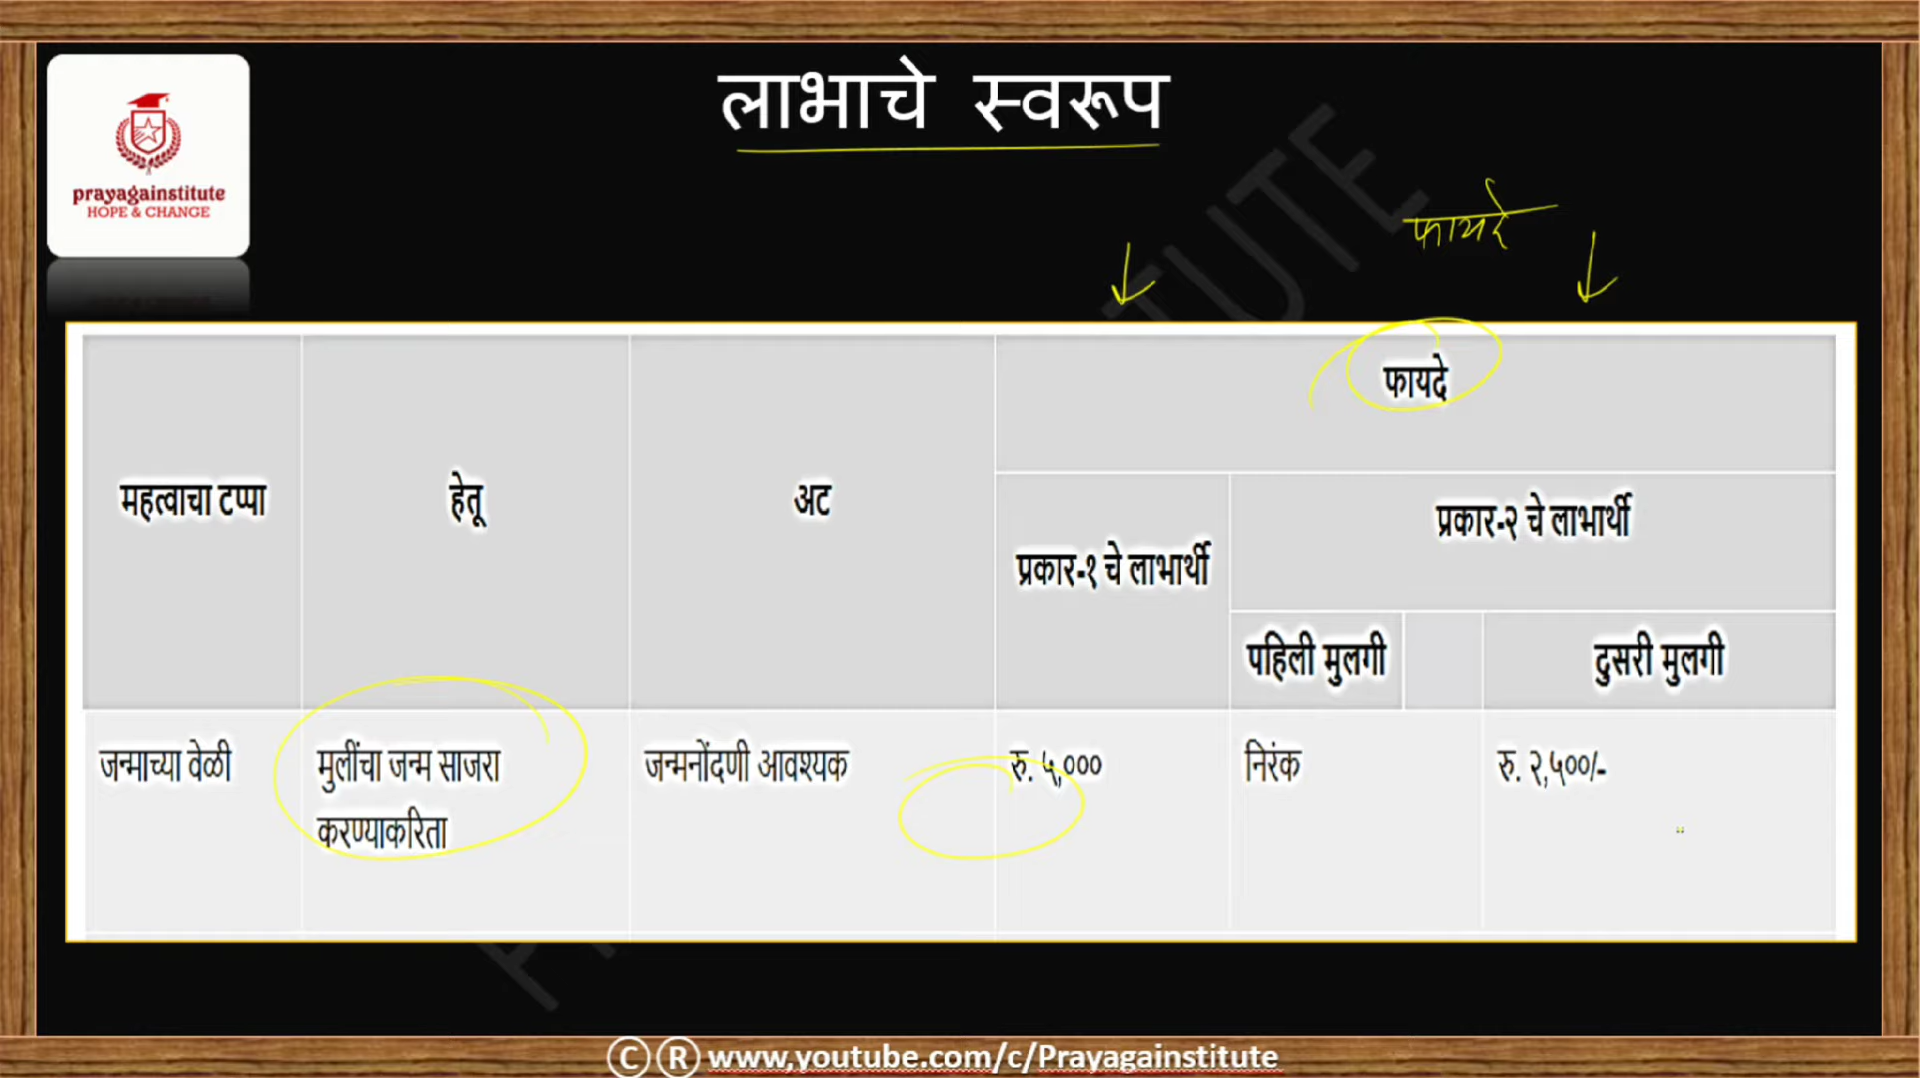 लाभाचे स्वरूप
prayagainstitute
HOPE & CHANGE
फायदे
फायदे
महत्वाचा टप्पा
हेतू
अट
प्रकार-१ चे लाभार्थी
प्रकार-२ चे लाभार्थी
पहिली मुलगी
दुसरी मुलगी
जन्माच्या वेळी
मुलींचा जन्म साजरा
करण्याकरिता
जन्मनोंदणी आवश्यक
रु. ५,०००
निरंक
रु. २,५००/-
© ® www.youtube.com/c/Prayagainstitute